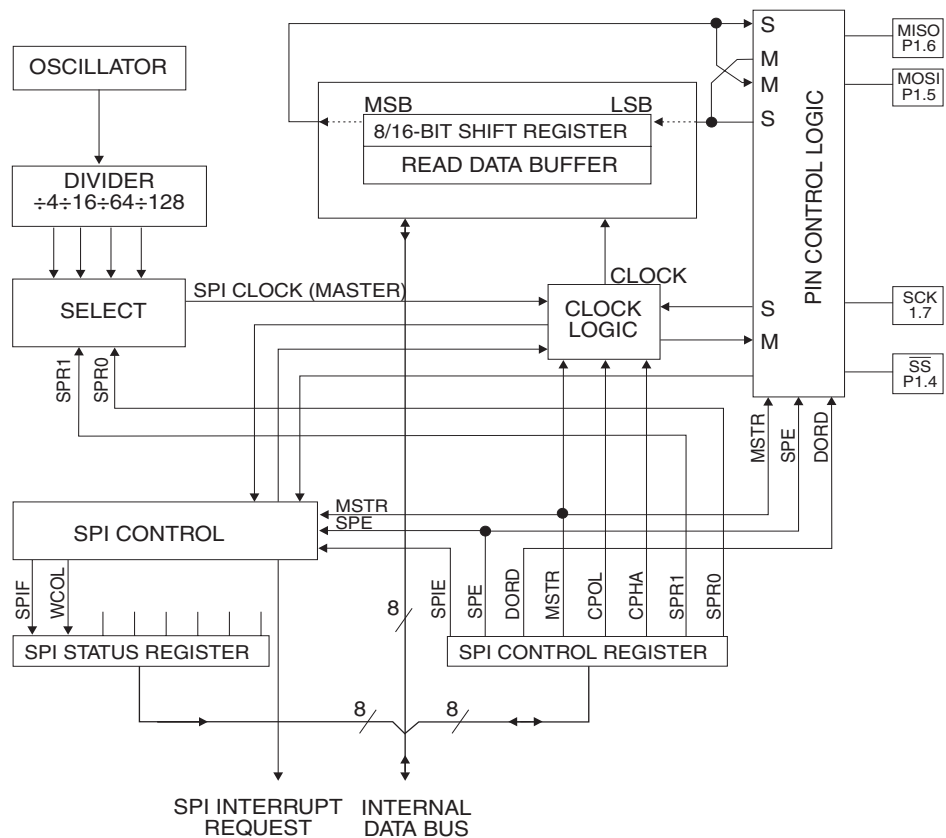 OSCILLATOR
DIVIDER
÷4÷16÷64÷128
SELECT
SPI CLOCK (MASTER)
SPR1
SPR0
MSB
LSB
8/16-BIT SHIFT REGISTER
READ DATA BUFFER
CLOCK
CLOCK
LOGIC
S
M
M
S
S
M
PIN CONTROL LOGIC
MISO
P1.6
MOSI
P1.5
SCK
1.7
S̅S̅
P1.4
MSTR
SPE
DORD
SPI CONTROL
MSTR
SPE
SPIF
WCOL
SPI STATUS REGISTER
8
SPIE
SPE
DORD
MSTR
CPOL
CPHA
SPR1
SPR0
SPI CONTROL REGISTER
8
8
SPI INTERRUPT
REQUEST
INTERNAL
DATA BUS